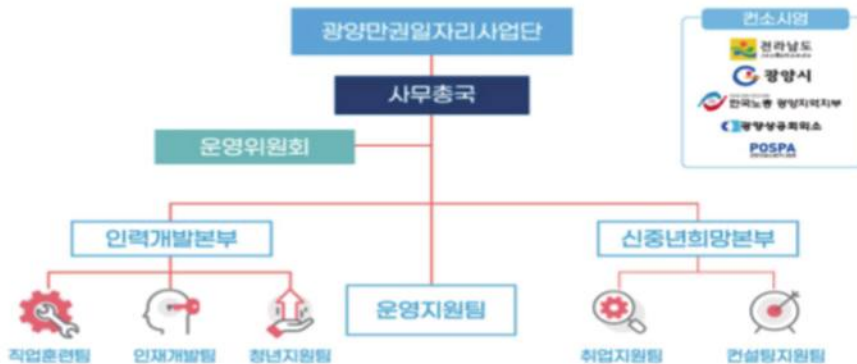 광양만권일자리사업단
컨소시엄
전라남도
광양시
사무총국
한국노총 광양지역지부
광양상공회의소
POSPA
운영위원회
인력개발본부
신중년희망본부
운영지원팀
직업훈련팀
인재개발팀
청년지원팀
취업지원팀
컨설팅지원팀